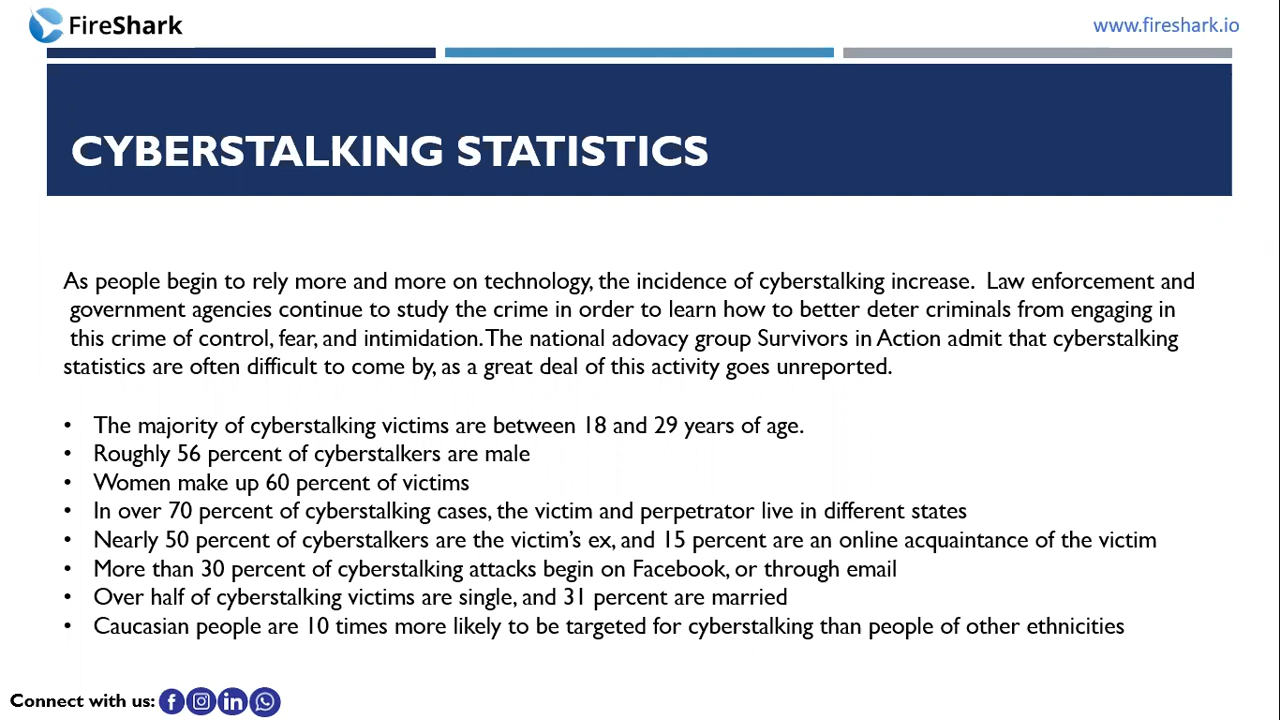 FireShark
www.fireshark.io
CYBERSTALKING STATISTICS
As people begin to rely more and more on technology, the incidence of cyberstalking increase. Law enforcement and
government agencies continue to study the crime in order to learn how to better deter criminals from engaging in
this crime of control, fear, and intimidation. The national adovacy group Survivors in Action admit that cyberstalking
statistics are often difficult to come by, as a great deal of this activity goes unreported.
• The majority of cyberstalking victims are between 18 and 29 years of age.
• Roughly 56 percent of cyberstalkers are male
• Women make up 60 percent of victims
• In over 70 percent of cyberstalking cases, the victim and perpetrator live in different states
• Nearly 50 percent of cyberstalkers are the victim's ex, and 15 percent are an online acquaintance of the victim
• More than 30 percent of cyberstalking attacks begin on Facebook, or through email
• Over half of cyberstalking victims are single, and 31 percent are married
• Caucasian people are 10 times more likely to be targeted for cyberstalking than people of other ethnicities
Connect with us: